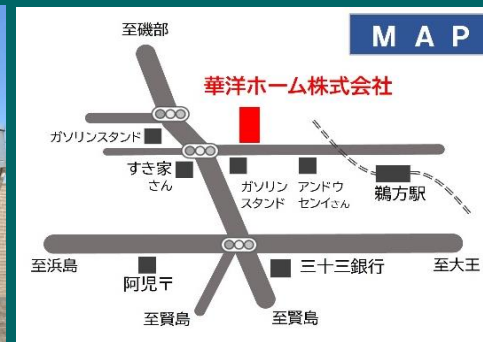 至磯部
MAP
華洋ホーム株式会社
ガソリンスタンド
すき家
さん
ガソリン
スタンド
アンドウ
センイさん
鵜方駅
至浜島
阿児〒
三十三銀行
至大王
至賢島
至賢島